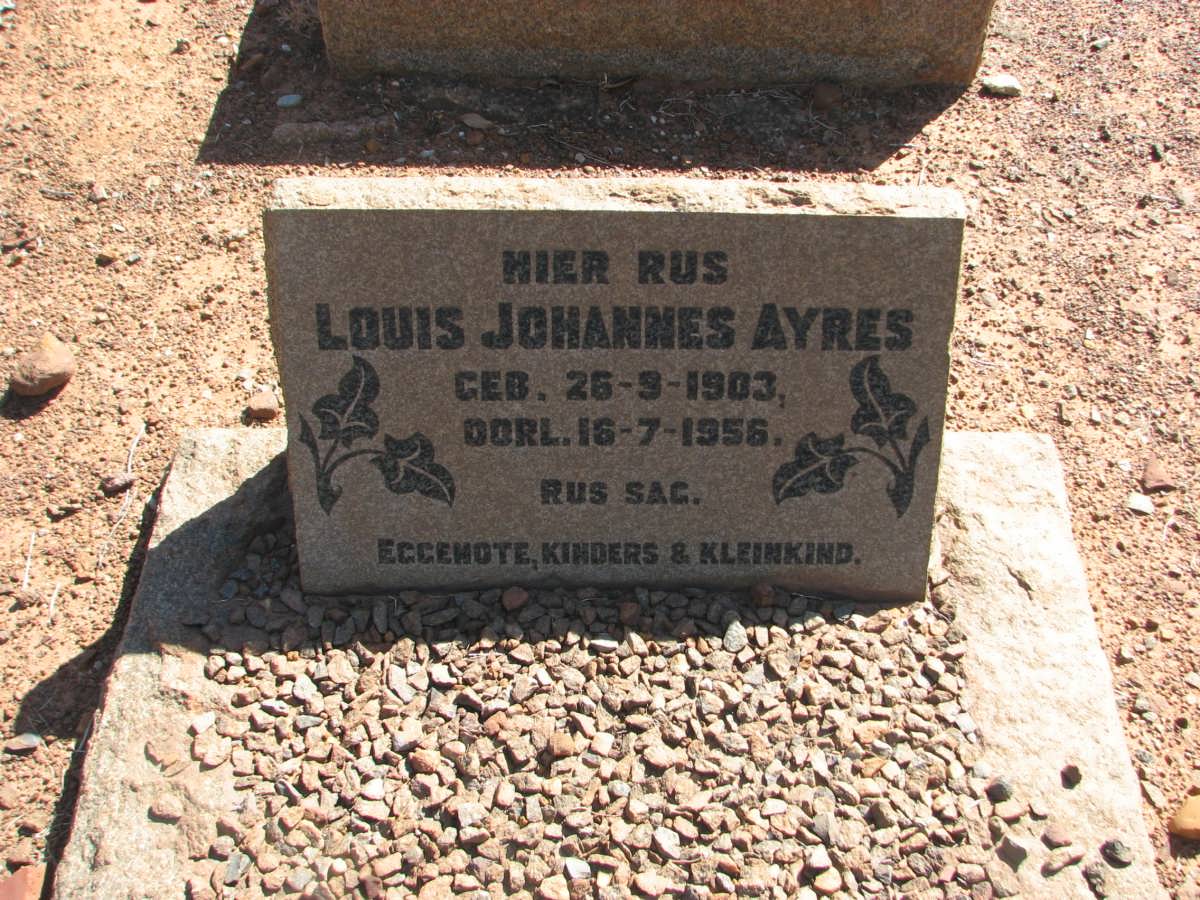 HIER RUS
LOUIS JOHANNES AYRES
GEB. 26-9-1903,
OORL. 16-7-1956.
RUS SAG.
EGGENOTE, KINDERS & KLEINKIND.